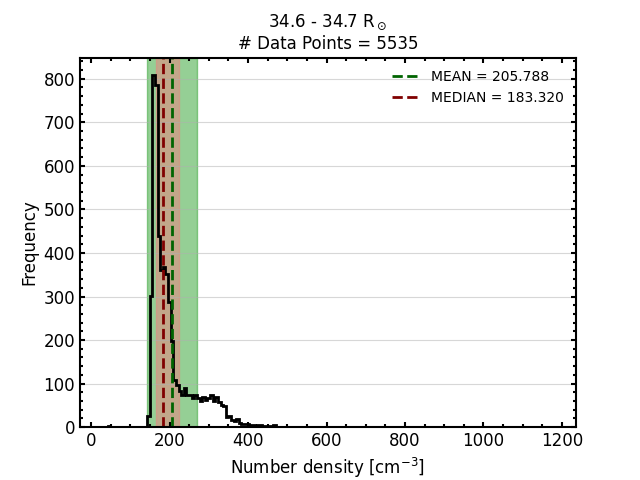 34.6 - 34.7 R⊙
# Data Points = 5535
MEAN = 205.788
MEDIAN = 183.320
Frequency
800
700
600
500
400
300
200
100
0
0 200 400 600 800 1000 1200
Number density [cm⁻³]